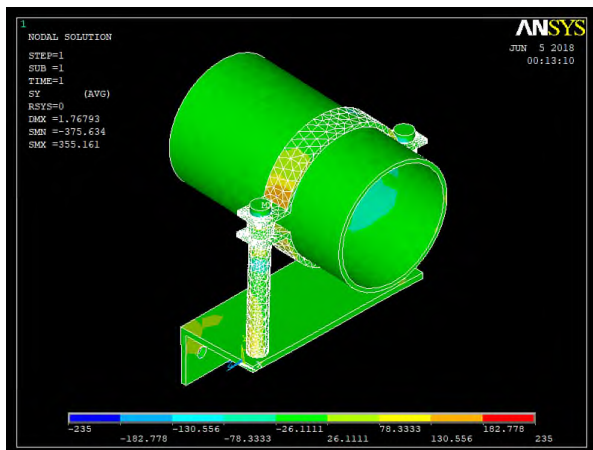 1
NODAL SOLUTION
ANSYS
JUN 5 2018
00:13:10
STEP=1
SUB =1
TIME=1
SY (AVG)
RSYS=0
DMX =1.76793
SMN =-375.634
SMX =355.161
-235 -130.556 -26.1111 78.3333 182.778
-182.778 -78.3333 26.1111 130.556 235